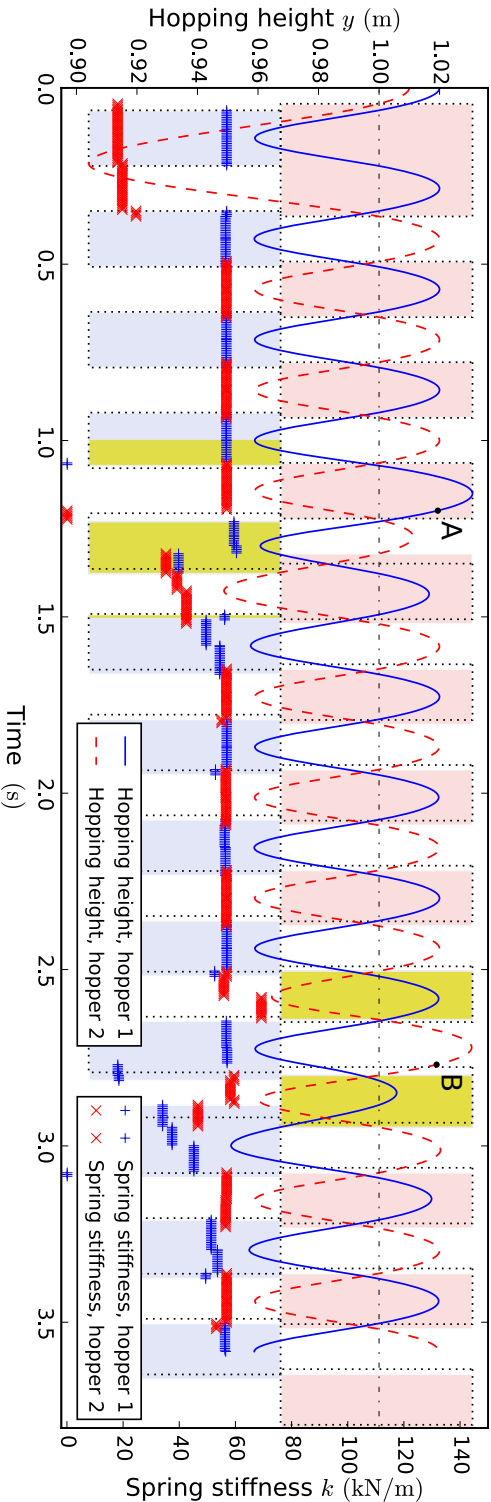 Hopping height y (m)
0.90 0.92 0.94 0.96 0.98 1.00 1.02
0.0 0.5 1.0 1.5 2.0 2.5 3.0 3.5
Time (s)
A
B
Hopping height, hopper 1
Hopping height, hopper 2
Spring stiffness, hopper 1
Spring stiffness, hopper 2
0 20 40 60 80 100 120 140
Spring stiffness k (kN/m)